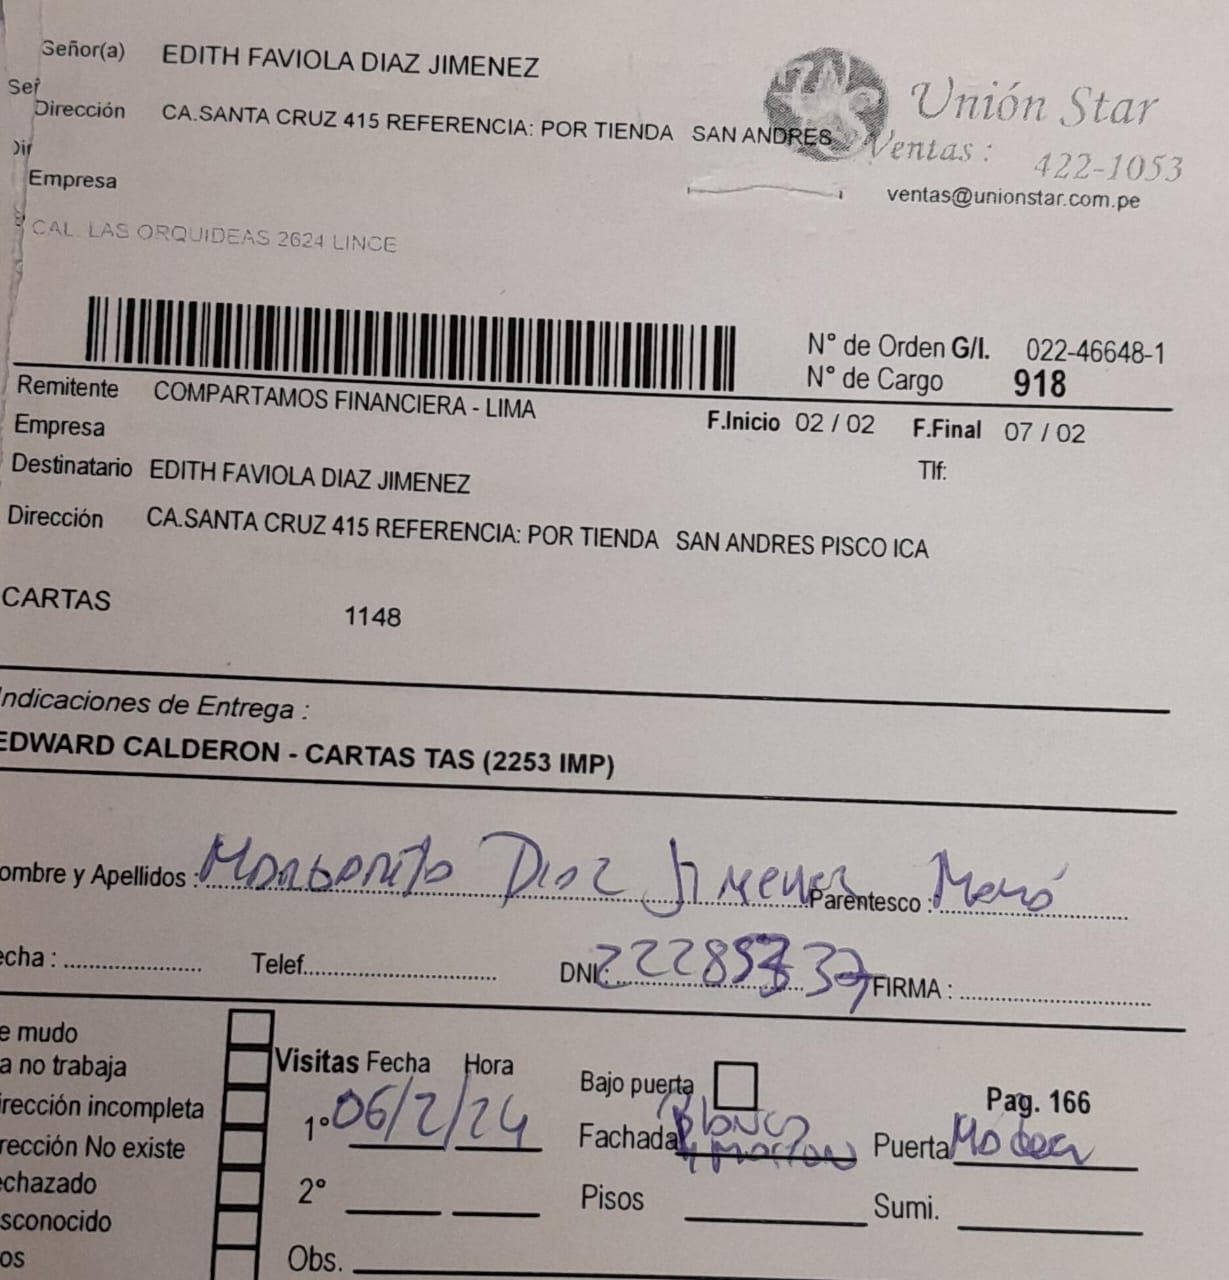 Señor(a) EDITH FAVIOLA DIAZ JIMENEZ
Señ
Dirección CA.SANTA CRUZ 415 REFERENCIA: POR TIENDA SAN ANDRES
Dir
Unión Star
Ventas : 422-1053
ventas@unionstar.com.pe
Empresa
CAL. LAS ORQUIDEAS 2624 LINCE
N° de Orden G/I. 022-46648-1
N° de Cargo 918
Remitente COMPARTAMOS FINANCIERA - LIMA
F.Inicio 02 / 02 F.Final 07 / 02
Empresa
Tlf:
Destinatario EDITH FAVIOLA DIAZ JIMENEZ
Dirección CA.SANTA CRUZ 415 REFERENCIA: POR TIENDA SAN ANDRES PISCO ICA
CARTAS 1148
Indicaciones de Entrega :
EDWARD CALDERON - CARTAS TAS (2253 IMP)
ombre y Apellidos : Diaz Jimenez Parentesco : Mamá
echa : Telef. DNI: FIRMA :
e mudo
a no trabaja
irección incompleta
rección No existe
echazado
sconocido
os
Visitas Fecha Hora
1° 06/2/24
2°
Obs.
Bajo puerta
Pag. 166
Fachada Blanco y Marron Puerta Madera
Pisos Sumi.